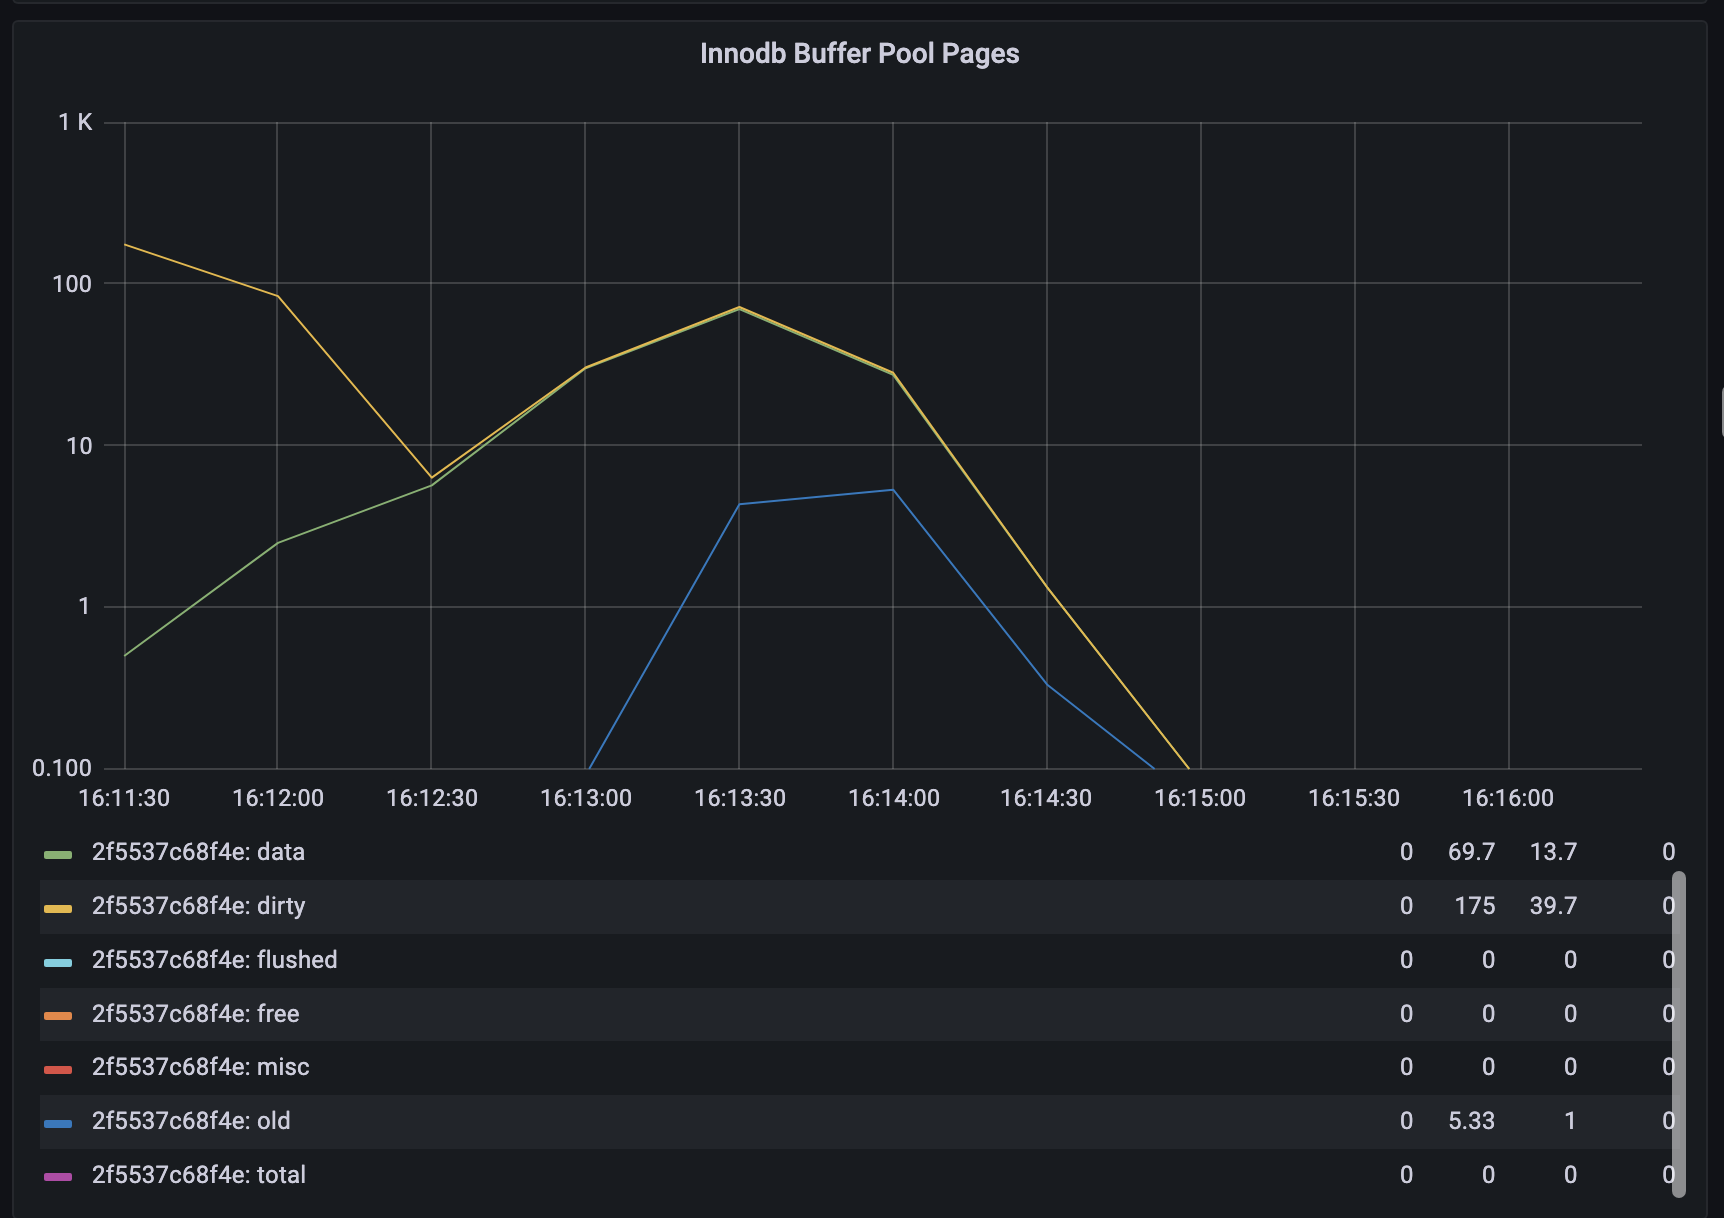 Innodb Buffer Pool Pages
1 K
100
10
1
0.100
16:11:30 16:12:00 16:12:30 16:13:00 16:13:30 16:14:00 16:14:30 16:15:00 16:15:30 16:16:00
2f5537c68f4e: data 0 69.7 13.7 0
2f5537c68f4e: dirty 0 175 39.7 0
2f5537c68f4e: flushed 0 0 0 0
2f5537c68f4e: free 0 0 0 0
2f5537c68f4e: misc 0 0 0 0
2f5537c68f4e: old 0 5.33 1 0
2f5537c68f4e: total 0 0 0 0